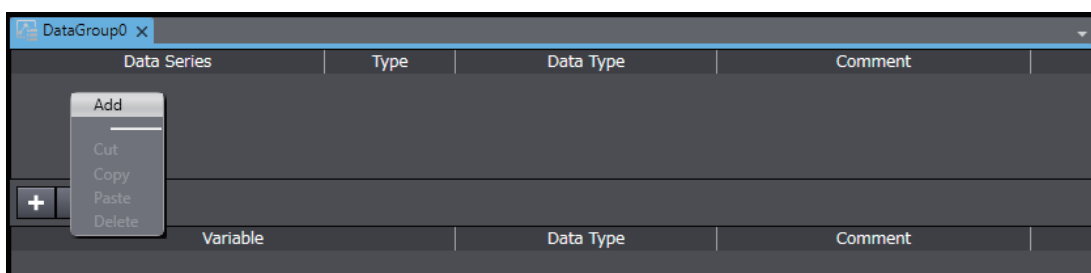 DataGroup0
Data Series Type Data Type Comment
Add
Cut
Copy
Paste
Delete
Variable Data Type Comment